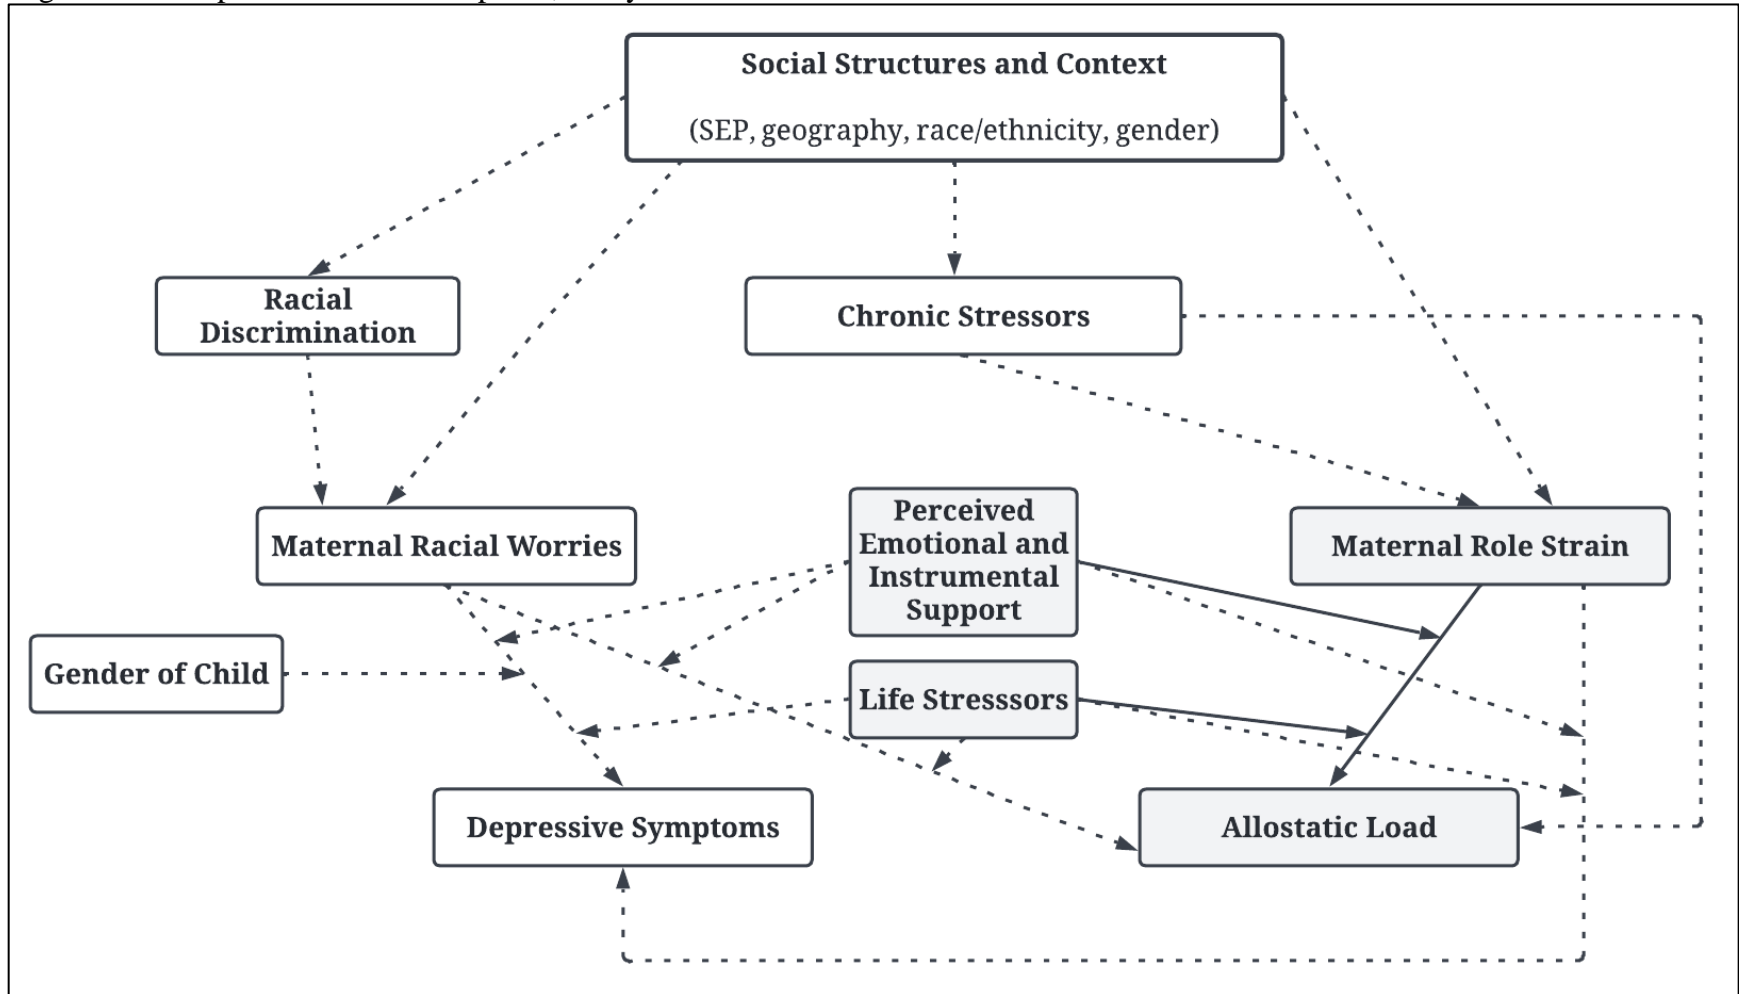 Social Structures and Context
(SEP, geography, race/ethnicity, gender)
Racial
Discrimination
Chronic Stressors
Maternal Racial Worries
Perceived
Emotional and
Instrumental
Support
Maternal Role Strain
Gender of Child
Life Stresssors
Depressive Symptoms
Allostatic Load